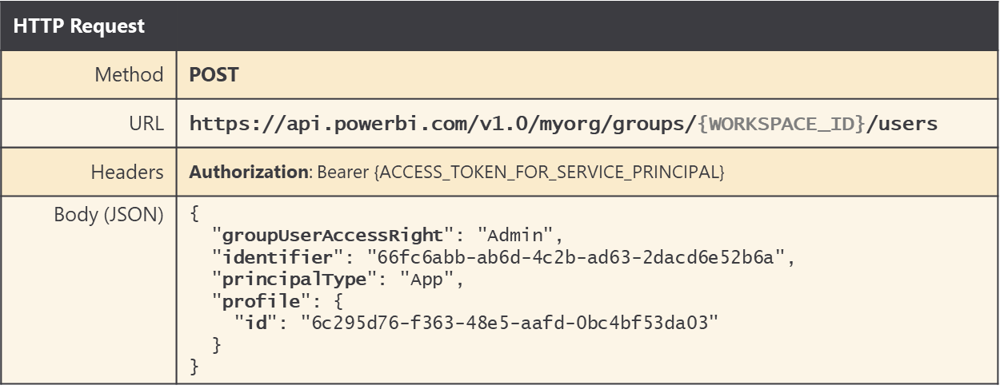 HTTP Request
Method POST
URL https://api.powerbi.com/v1.0/myorg/groups/{WORKSPACE_ID}/users
Headers Authorization: Bearer {ACCESS_TOKEN_FOR_SERVICE_PRINCIPAL}
Body (JSON) {
"groupUserAccessRight": "Admin",
"identifier": "66fc6abb-ab6d-4c2b-ad63-2dacd6e52b6a",
"principalType": "App",
"profile": {
"id": "6c295d76-f363-48e5-aafd-0bc4bf53da03"
}
}